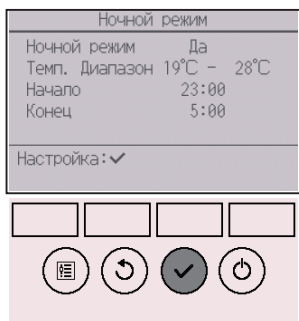 Ночной режим
Ночной режим Да
Темп. Диапазон 19°C - 28°C
Начало 23:00
Конец 5:00
Настройка:✓